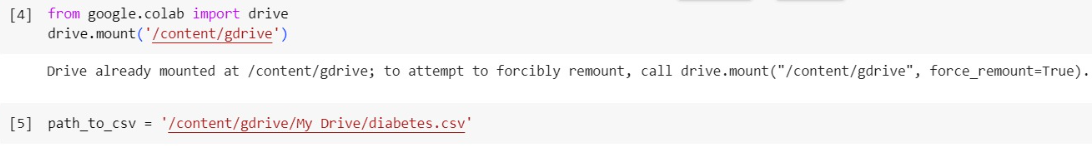 [4] from google.colab import drive
drive.mount('/content/gdrive')
Drive already mounted at /content/gdrive; to attempt to forcibly remount, call drive.mount("/content/gdrive", force_remount=True).
[5] path_to_csv = '/content/gdrive/My Drive/diabetes.csv'